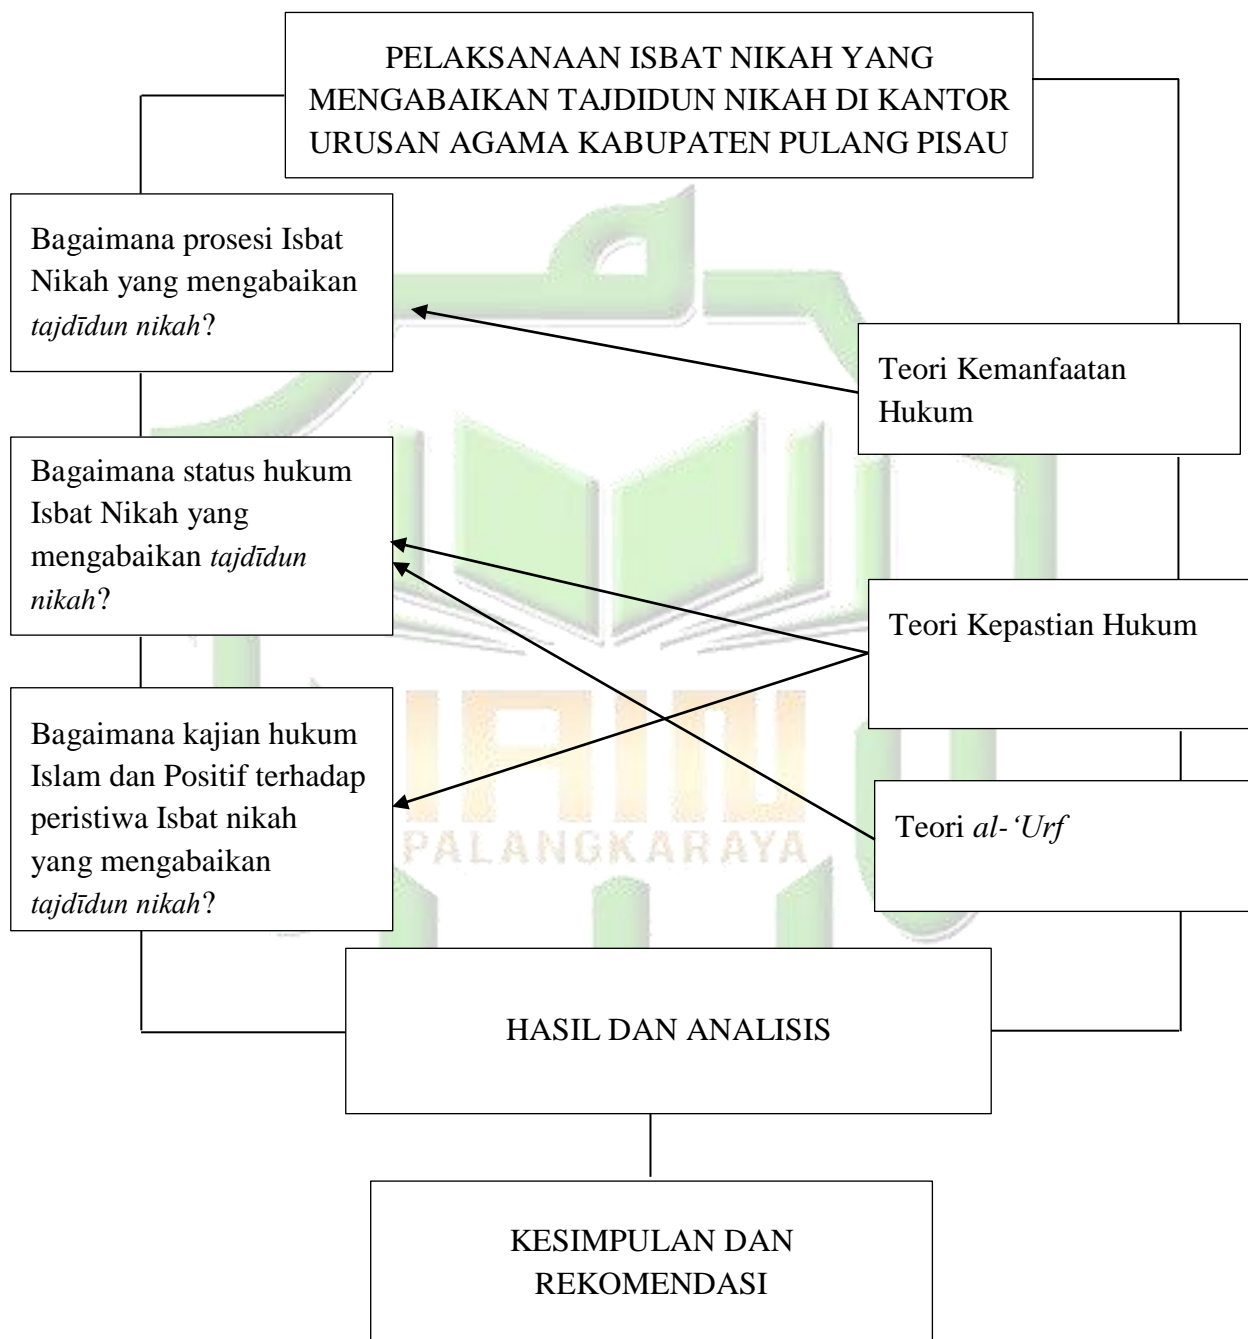 PELAKSANAAN ISBAT NIKAH YANG
MENGABAIKAN TAJDIDUN NIKAH DI KANTOR
URUSAN AGAMA KABUPATEN PULANG PISAU
Bagaimana prosesi Isbat
Nikah yang mengabaikan
tajdīdun nikah?
Teori Kemanfaatan
Hukum
Bagaimana status hukum
Isbat Nikah yang
mengabaikan tajdīdun
nikah?
Teori Kepastian Hukum
Bagaimana kajian hukum
Islam dan Positif terhadap
peristiwa Isbat nikah
yang mengabaikan
tajdīdun nikah?
Teori al-‘Urf
IAIN
PALANGKARAYA
HASIL DAN ANALISIS
KESIMPULAN DAN
REKOMENDASI